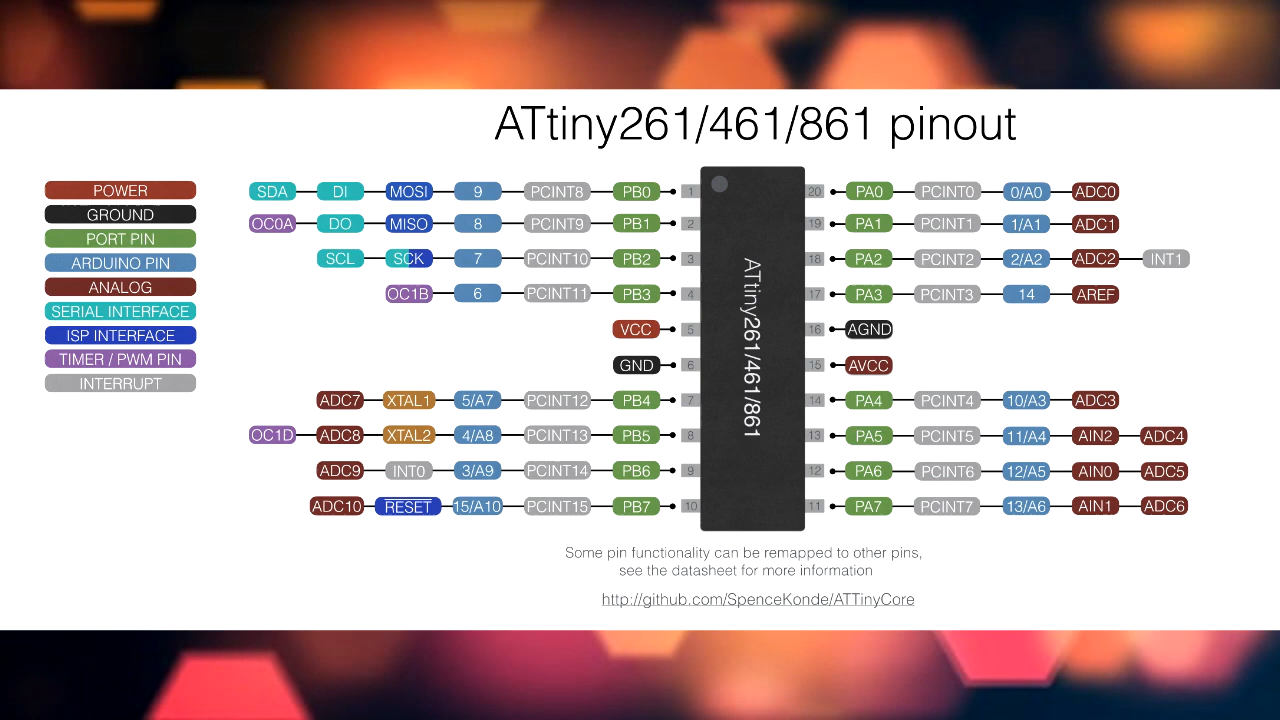 ATtiny261/461/861 pinout
POWER
GROUND
PORT PIN
ARDUINO PIN
ANALOG
SERIAL INTERFACE
ISP INTERFACE
TIMER / PWM PIN
INTERRUPT
SDA DI MOSI 9 PCINT8 PB0 1 20 PA0 PCINT0 0/A0 ADC0
OC0A DO MISO 8 PCINT9 PB1 2 19 PA1 PCINT1 1/A1 ADC1
SCL SCK 7 PCINT10 PB2 3 18 PA2 PCINT2 2/A2 ADC2 INT1
OC1B 6 PCINT11 PB3 4 17 PA3 PCINT3 14 AREF
VCC 5 16 AGND
GND 6 15 AVCC
ADC7 XTAL1 5/A7 PCINT12 PB4 7 14 PA4 PCINT4 10/A3 ADC3
OC1D ADC8 XTAL2 4/A8 PCINT13 PB5 8 13 PA5 PCINT5 11/A4 AIN2 ADC4
ADC9 INT0 3/A9 PCINT14 PB6 9 12 PA6 PCINT6 12/A5 AIN0 ADC5
ADC10 RESET 15/A10 PCINT15 PB7 10 11 PA7 PCINT7 13/A6 AIN1 ADC6
ATtiny261/461/861
Some pin functionality can be remapped to other pins,
see the datasheet for more information
http://github.com/SpenceKonde/ATTinyCore